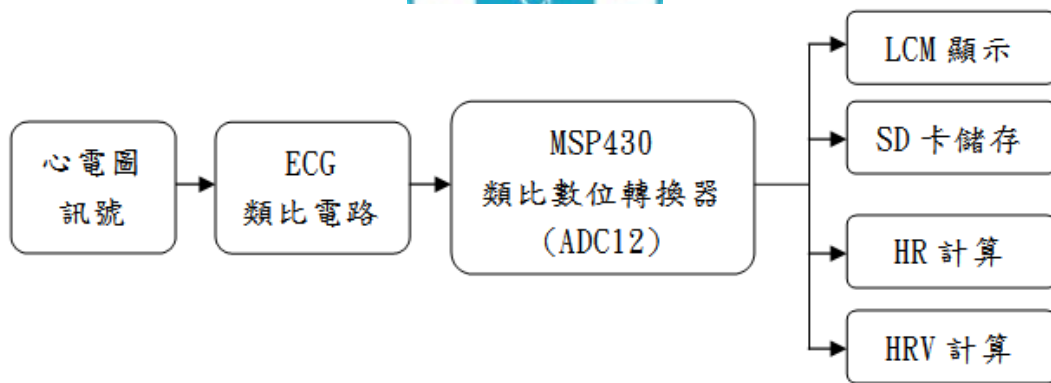 心電圖
訊號
ECG
類比電路
MSP430
類比數位轉換器
(ADC12)
LCM 顯示
SD 卡儲存
HR 計算
HRV 計算